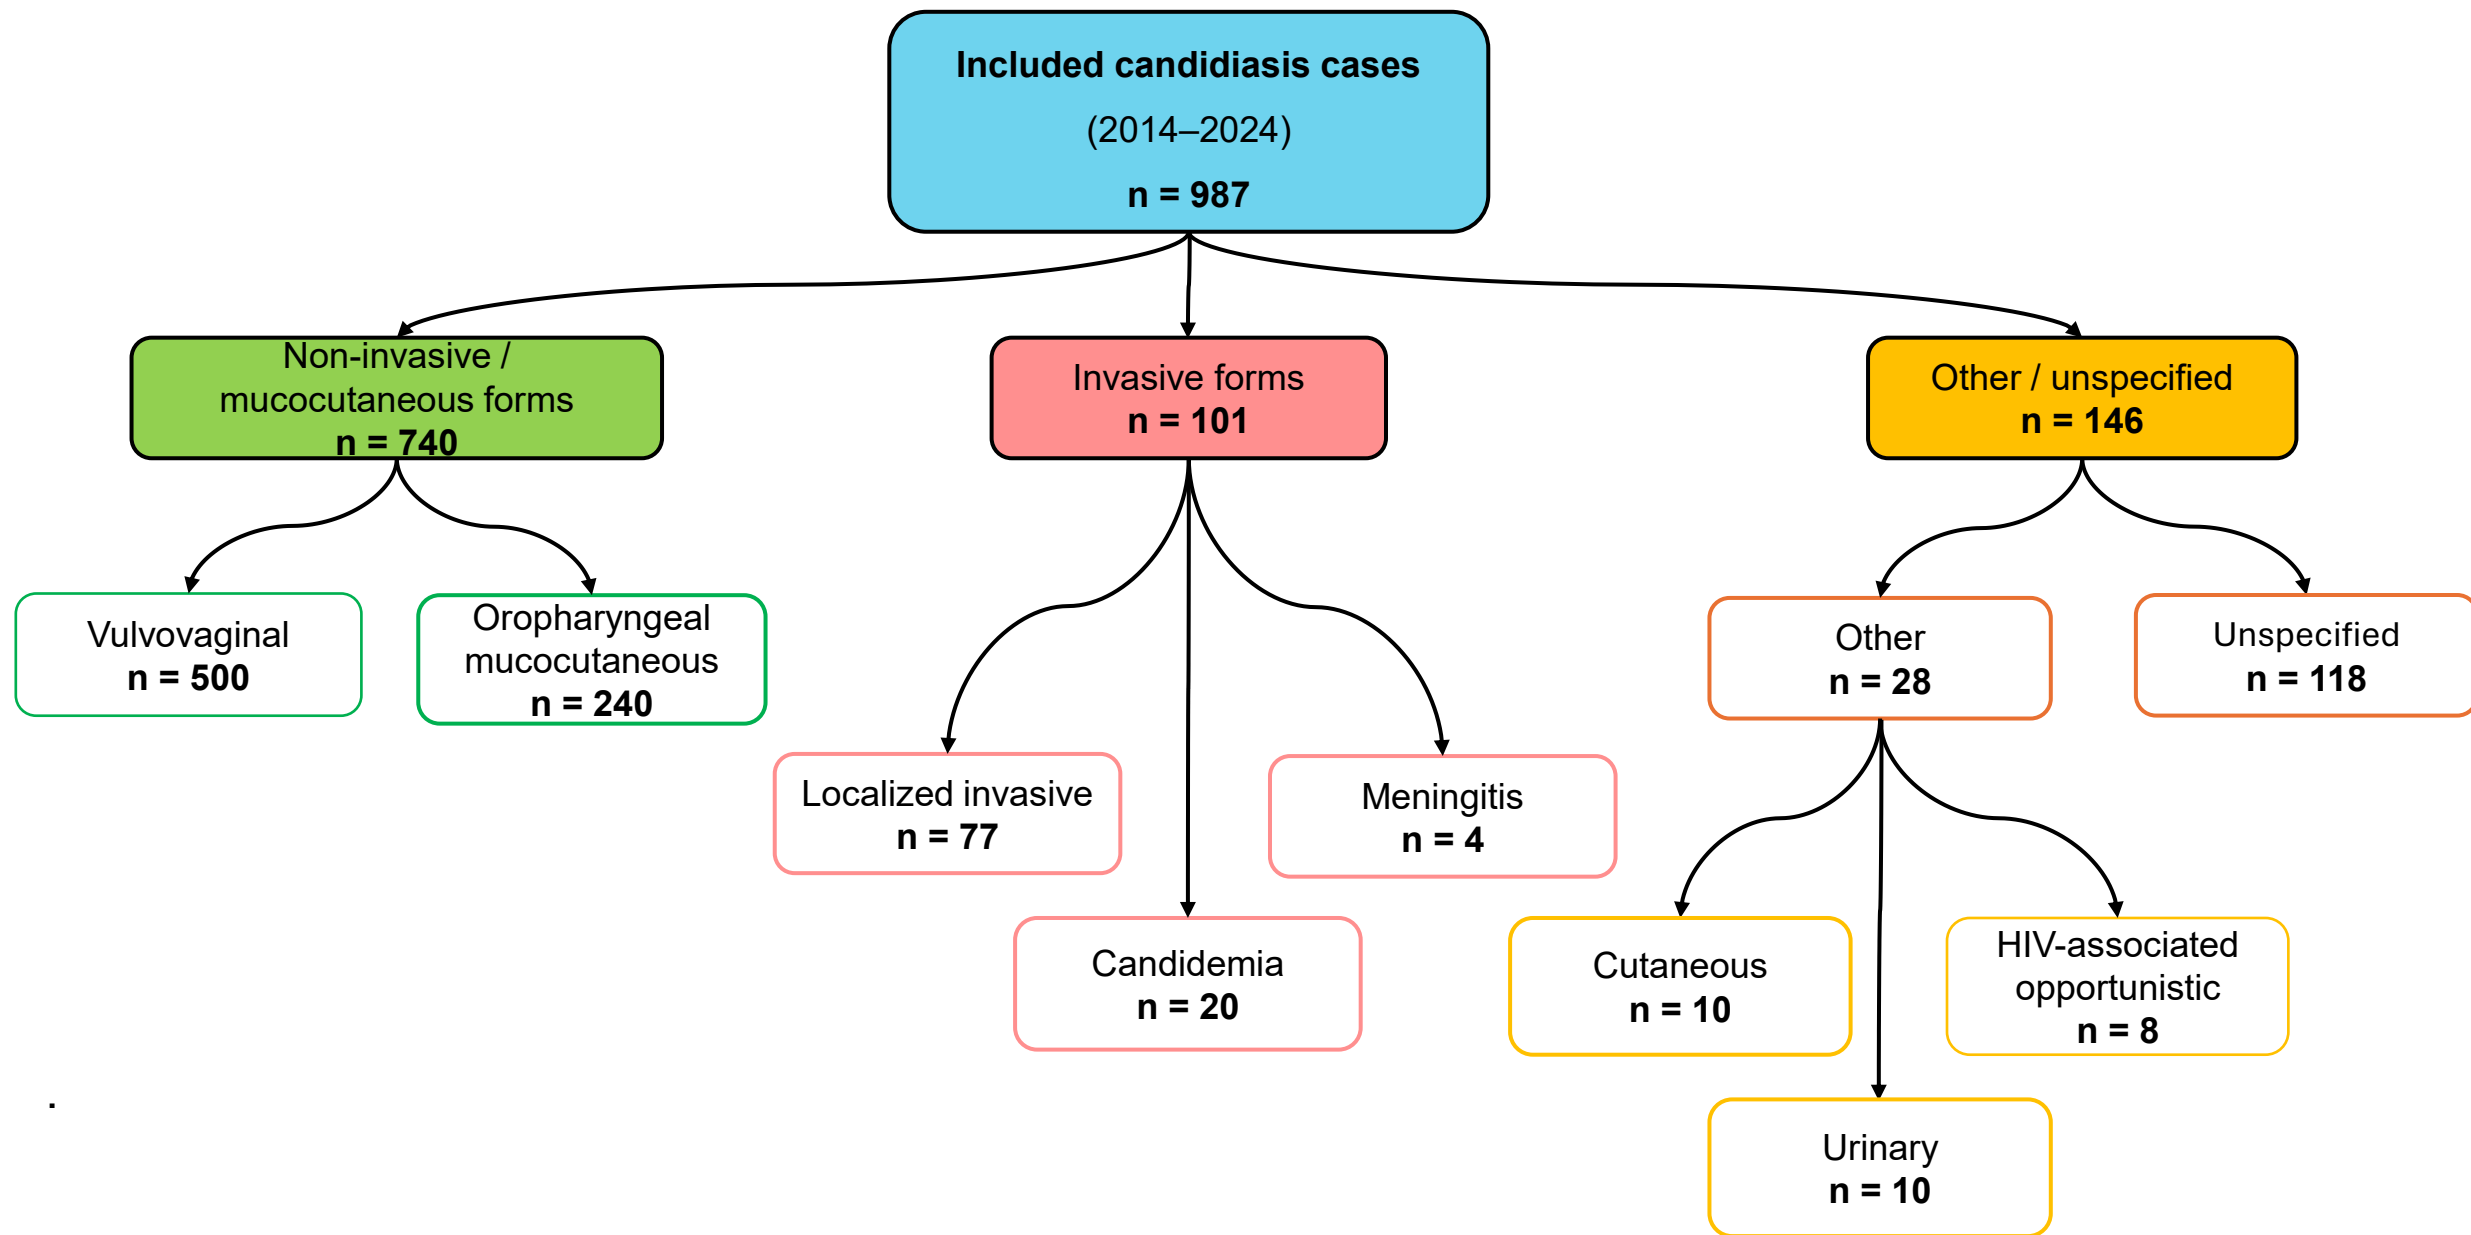 Included candidiasis cases
(2014–2024)
n = 987
Non-invasive /
mucocutaneous forms
n = 740
Invasive forms
n = 101
Other / unspecified
n = 146
Vulvovaginal
n = 500
Oropharyngeal
mucocutaneous
n = 240
Other
n = 28
Unspecified
n = 118
Localized invasive
n = 77
Meningitis
n = 4
Candidemia
n = 20
Cutaneous
n = 10
HIV-associated
opportunistic
n = 8
.
Urinary
n = 10